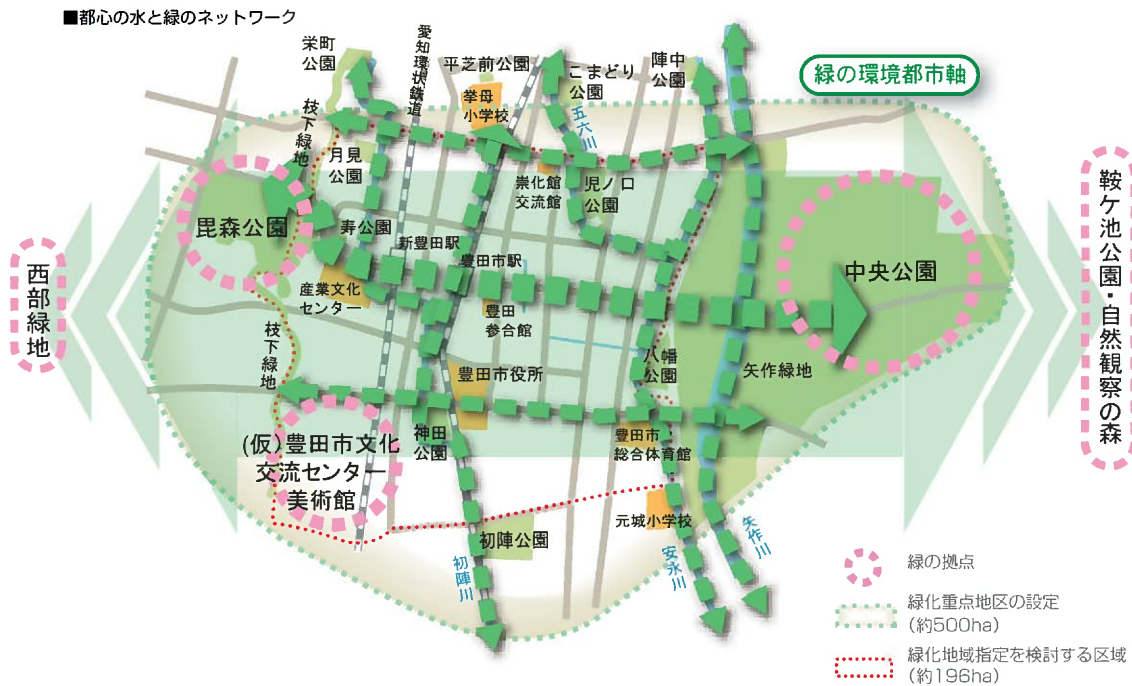 ■都心の水と緑のネットワーク
栄町
公園
愛知環状鉄道
平芝前公園
こまどり
公園
陣中
公園
緑の環境都市軸
挙母
小学校
五六川
枝下緑地
月見
公園
崇化館
交流館
児ノ口
公園
毘森公園
寿公園
新豊田駅
豊田市駅
中央公園
西部緑地
鞍ケ池公園・自然観察の森
産業文化
センター
豊田
参合館
枝下緑地
八幡
公園
矢作緑地
豊田市役所
(仮)豊田市文化
交流センター
美術館
神田
公園
豊田市
総合体育館
元城小学校
初陣公園
初陣川
安永川
矢作川
緑の拠点
緑化重点地区の設定
(約500ha)
緑化地域指定を検討する区域
(約196ha)